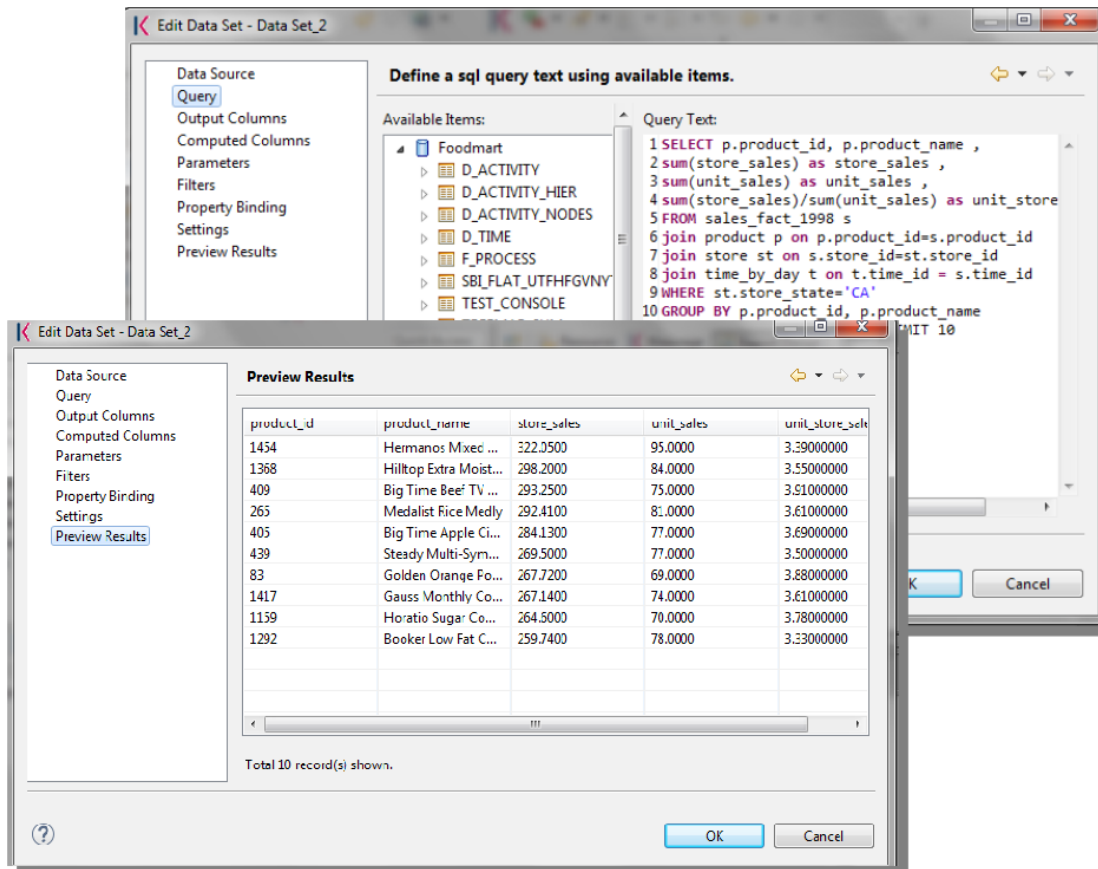 Edit Data Set - Data Set_2
Data Source
Query
Output Columns
Computed Columns
Parameters
Filters
Property Binding
Settings
Preview Results
Define a sql query text using available items.
Available Items:
Foodmart
D_ACTIVITY
D_ACTIVITY_HIER
D_ACTIVITY_NODES
D_TIME
F_PROCESS
SBI_FLAT_UTFHFGVNY
TEST_CONSOLE
Query Text:
1 SELECT p.product_id, p.product_name ,
2 sum(store_sales) as store_sales ,
3 sum(unit_sales) as unit_sales ,
4 sum(store_sales)/sum(unit_sales) as unit_store
5 FROM sales_fact_1998 s
6 join product p on p.product_id=s.product_id
7 join store st on s.store_id=st.store_id
8 join time_by_day t on t.time_id = s.time_id
9 WHERE st.store_state='CA'
10 GROUP BY p.product_id, p.product_name
MIT 10
K
Cancel
Edit Data Set - Data Set_2
Data Source
Query
Output Columns
Computed Columns
Parameters
Filters
Property Binding
Settings
Preview Results
Preview Results
product_id product_name store_sales unit_sales unit_store_sale
1454 Hermanos Mixed ... 322.0500 95.0000 3.39000000
1368 Hilltop Extra Moist... 298.2000 84.0000 3.55000000
409 Big Time Beef TV ... 293.2500 75.0000 3.91000000
265 Medalist Rice Medly 292.4100 81.0000 3.61000000
405 Big Time Apple Ci... 284.1300 77.0000 3.69000000
439 Steady Multi-Sym... 269.5000 77.0000 3.50000000
83 Golden Orange Po... 267.7200 69.0000 3.88000000
1417 Gauss Monthly Co... 267.1400 74.0000 3.61000000
1159 Horatio Sugar Co... 264.6000 70.0000 3.78000000
1292 Booker Low Fat C... 259.7400 78.0000 3.33000000
Total 10 record(s) shown.
OK
Cancel